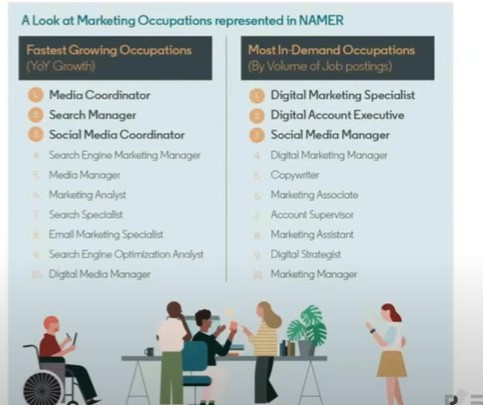 A Look at Marketing Occupations represented in NAMER
Fastest Growing Occupations
(YoY Growth)
1. Media Coordinator
2. Search Manager
3. Social Media Coordinator
4. Search Engine Marketing Manager
5. Media Manager
6. Marketing Analyst
7. Search Specialist
8. Email Marketing Specialist
9. Search Engine Optimization Analyst
10. Digital Media Manager
Most In-Demand Occupations
(By Volume of Job postings)
1. Digital Marketing Specialist
2. Digital Account Executive
3. Social Media Manager
4. Digital Marketing Manager
5. Copywriter
6. Marketing Associate
7. Account Supervisor
8. Marketing Assistant
9. Digital Strategist
10. Marketing Manager